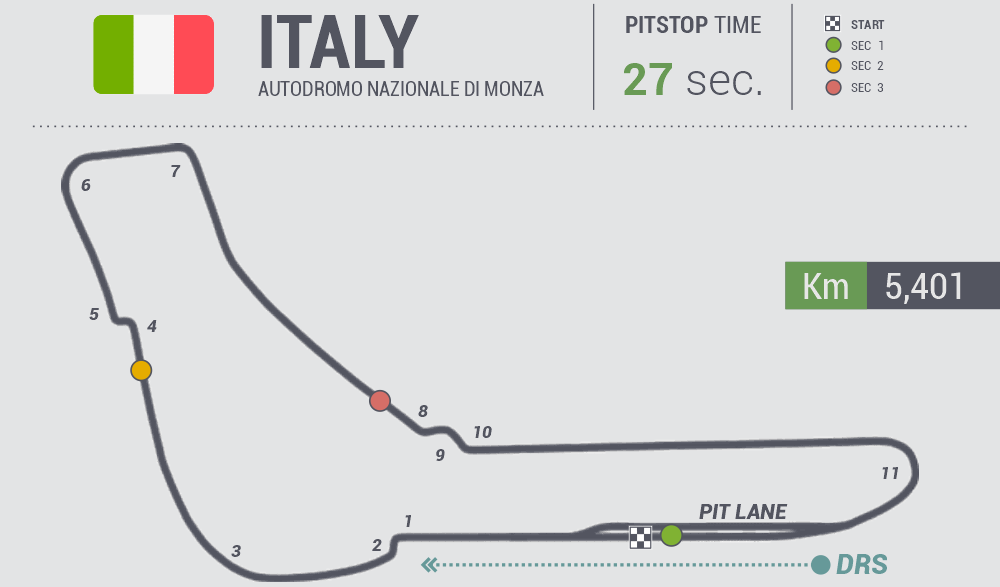 ITALY
AUTODROMO NAZIONALE DI MONZA
PITSTOP TIME
27 sec.
START
SEC 1
SEC 2
SEC 3
7
6
Km 5,401
5
4
8
10
9
11
PIT LANE
1
2
3
DRS